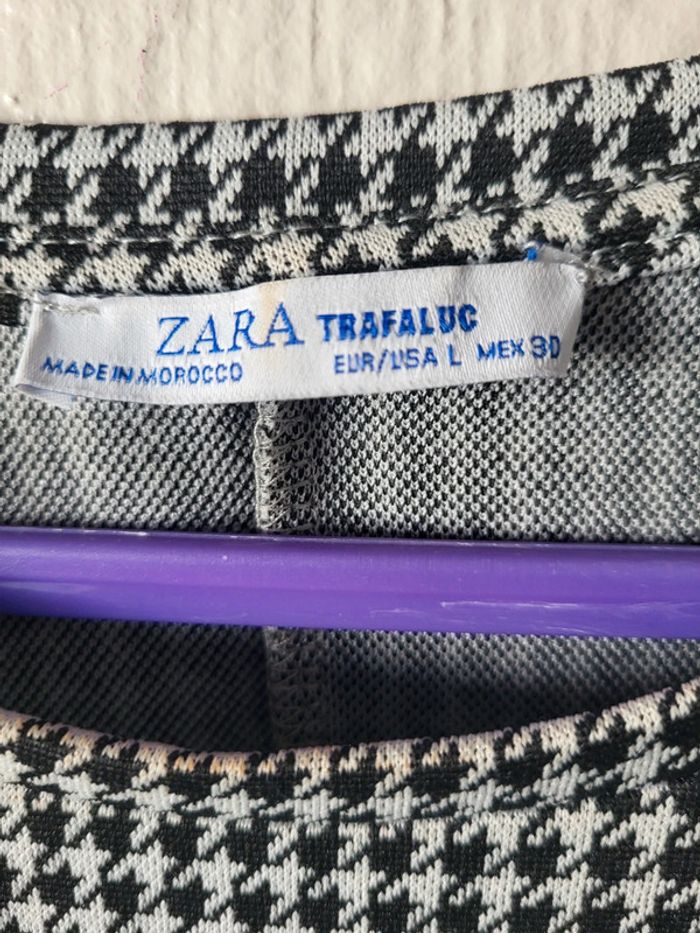 ZARA TRAFALUC
MADE IN MOROCCO EUR/USA L MEX 30